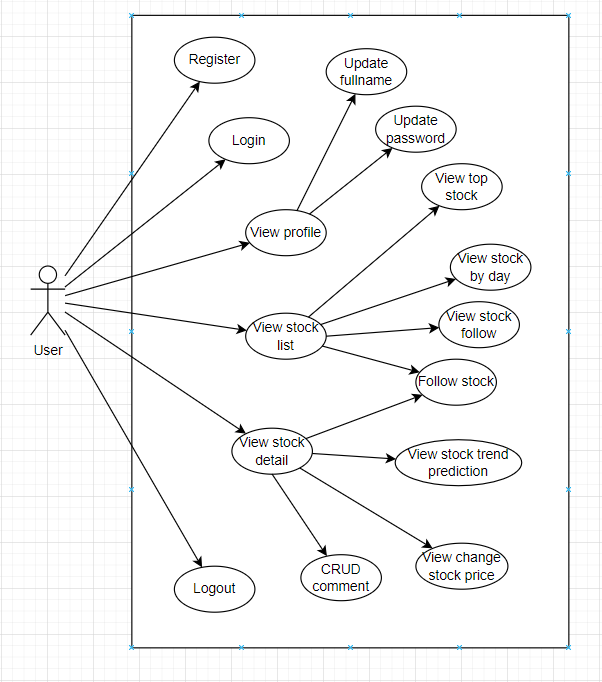 Register
Update
fullname
Update
password
Login
View top
stock
View profile
View stock
by day
View stock
list
View stock
follow
User
Follow stock
View stock
detail
View stock trend
prediction
View change
stock price
CRUD
comment
Logout